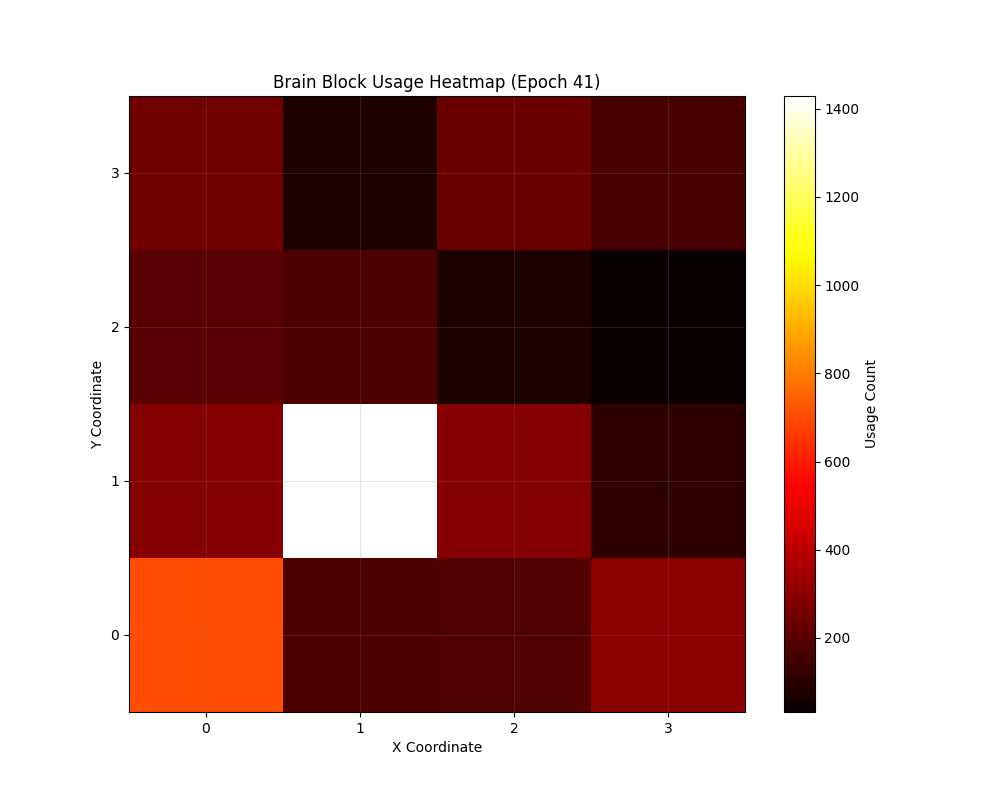 Brain Block Usage Heatmap (Epoch 41)
3
2
1
0
Y Coordinate
0 1 2 3
X Coordinate
1400
1200
1000
800
600
400
200
Usage Count